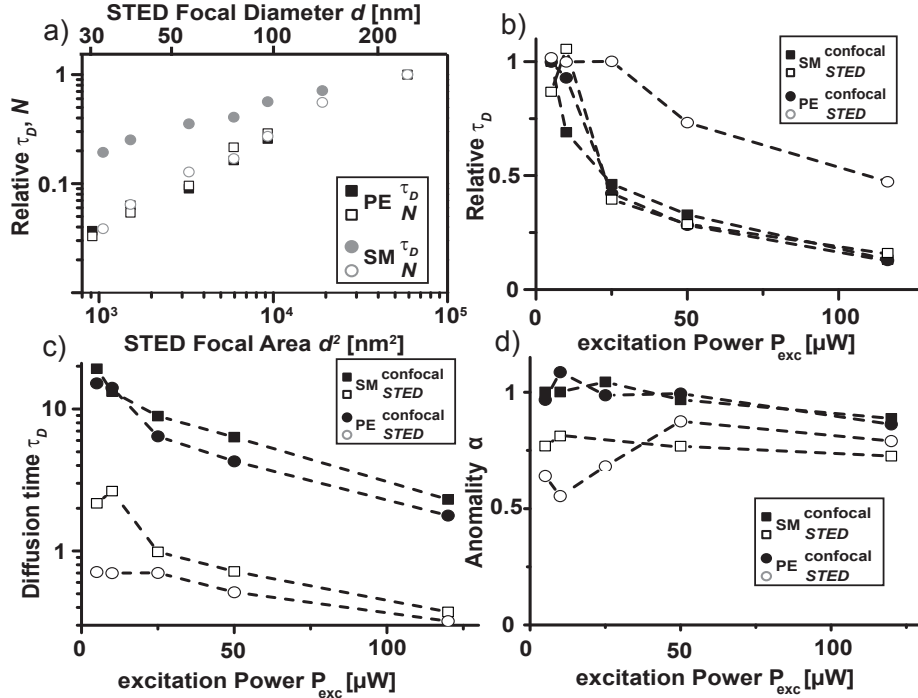 STED Focal Diameter d [nm]
a)
30 50 100 200
Relative τD, N
1
0.1
PE τD
N
SM τD
N
10³ 10⁴ 10⁵
STED Focal Area d² [nm²]
b)
Relative τD
1
0.5
0
SM confocal
STED
PE confocal
STED
0 50 100
excitation Power Pexc [µW]
c)
Diffusion time τD
10
1
SM confocal
STED
PE confocal
STED
0 50 100
excitation Power Pexc [µW]
d)
Anomality α
1
0.5
0
SM confocal
STED
PE confocal
STED
0 50 100
excitation Power Pexc [µW]